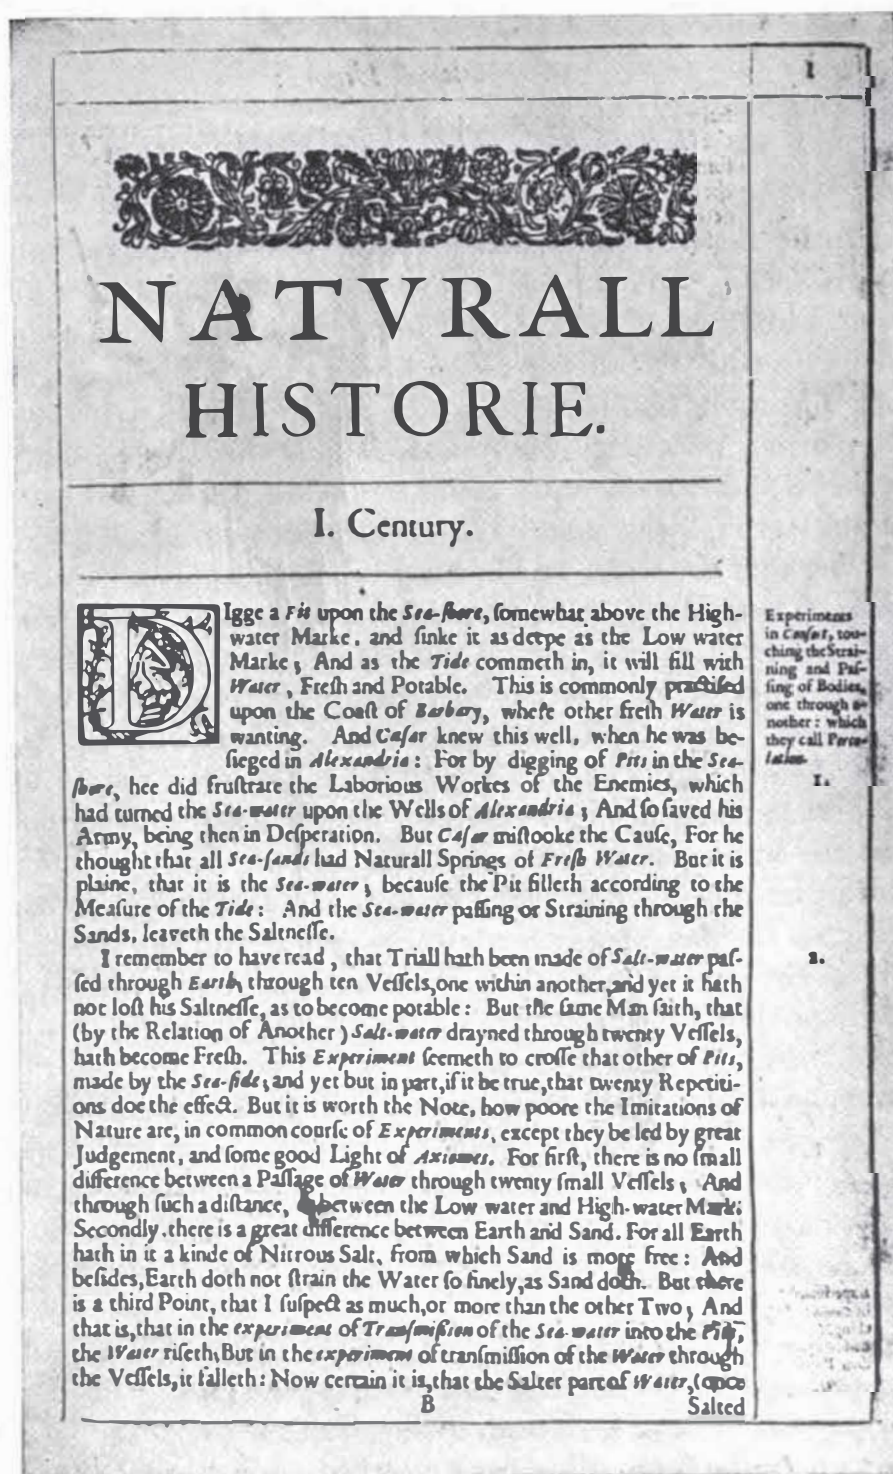 1
NATVRALL
HISTORIE.
I. Century.
DIgge a Pit upon the Sea-ſhore, ſomewhat above the High-
water Marke, and ſinke it as deepe as the Low water
Marke; And as the Tide commeth in, it will fill with
Water, Freſh and Potable. This is commonly practiſed
upon the Coaſt of Barbary, where other freſh Water is
wanting. And Cæſar knew this well, when he was be-
ſieged in Alexandria: For by digging of Pits in the Sea-
ſhore, hee did fruſtrate the Laborious Workes of the Enemies, which
had turned the Sea-water upon the Wells of Alexandria; And ſo ſaved his
Army, being then in Deſperation. But Cæſar miſtooke the Cauſe, For he
thought that all Sea-ſands had Naturall Springs of Freſh Water. But it is
plaine, that it is the Sea-water; becauſe the Pit filleth according to the
Meaſure of the Tide: And the Sea-water paſſing or Straining through the
Sands, leaveth the Saltneſſe.
I remember to have read, that Triall hath been made of Salt-water paſ-
ſed through Earth, through ten Veſſels, one within another, and yet it hath
not loſt his Saltneſſe, as to become potable: But the ſame Man ſaith, that
(by the Relation of Another) Salt-water drayned through twenty Veſſels,
hath become Freſh. This Experiment ſeemeth to croſſe that other of Pits,
made by the Sea-ſide; and yet but in part, if it be true, that twenty Repetiti-
ons doe the effect. But it is worth the Note, how poore the Imitations of
Nature are, in common courſe of Experiments, except they be led by great
Judgement, and ſome good Light of Axiomes. For firſt, there is no ſmall
difference between a Paſſage of Water through twenty ſmall Veſſels; And
through ſuch a diſtance, as between the Low water and High-water Mark.
Secondly, there is a great difference between Earth and Sand. For all Earth
hath in it a kinde of Nitrous Salt, from which Sand is more free: And
beſides, Earth doth not ſtrain the Water ſo finely, as Sand doth. But there
is a third Point, that I ſuſpect as much, or more than the other Two; And
that is, that in the experiment of Tranſmiſſion of the Sea-water into the Pits,
the Water riſeth; But in the experiment of tranſmiſſion of the Water through
the Veſſels, it falleth: Now certain it is, that the Salter part of Water, (once
B
Salted
Experiments
in Conſort, tou-
ching the Strai-
ning and Paſ-
ſing of Bodies,
one through a-
nother: which
they call Perco-
lation.
1.
2.